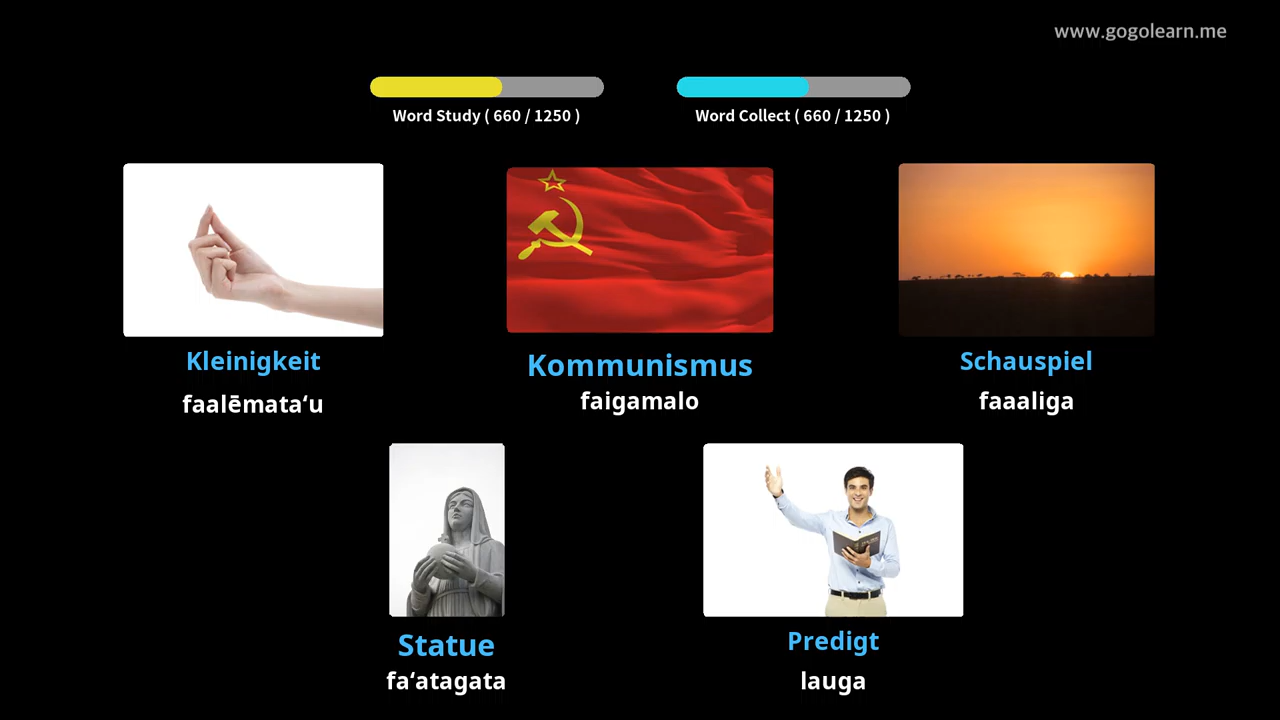 www.gogolearn.me
Word Study ( 660 / 1250 )
Word Collect ( 660 / 1250 )
Kleinigkeit
faalēmata‘u
Kommunismus
faigamalo
Schauspiel
faaaliga
Statue
fa‘atagata
Predigt
lauga